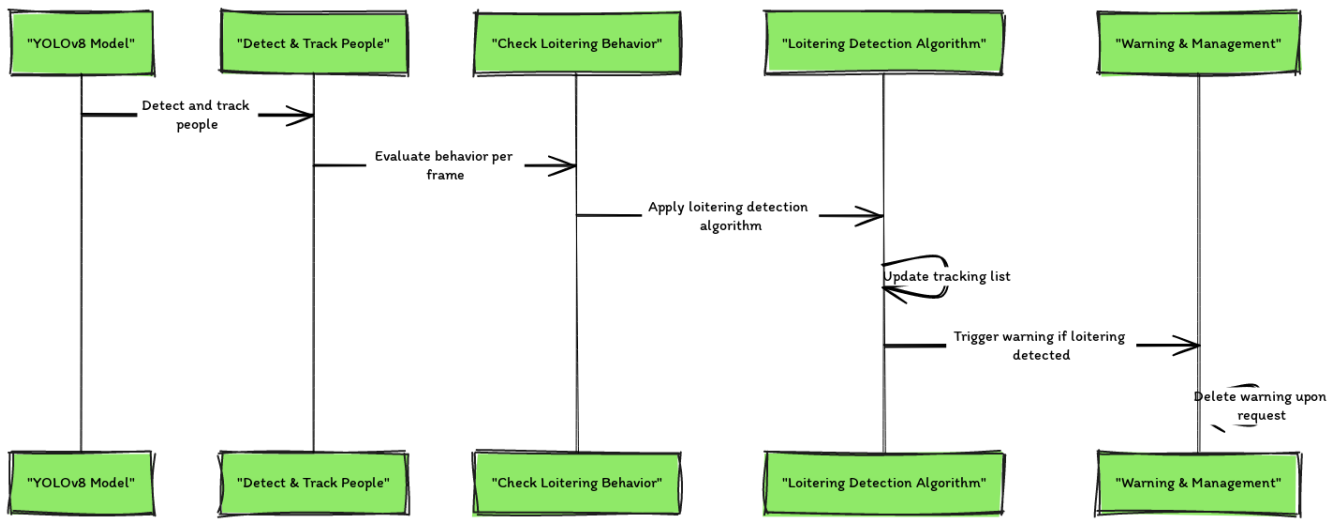 "YOLOv8 Model"
"Detect & Track People"
"Check Loitering Behavior"
"Loitering Detection Algorithm"
"Warning & Management"
Detect and track
people
Evaluate behavior per
frame
Apply loitering detection
algorithm
Update tracking list
Trigger warning if loitering
detected
Delete warning upon
request
"YOLOv8 Model"
"Detect & Track People"
"Check Loitering Behavior"
"Loitering Detection Algorithm"
"Warning & Management"